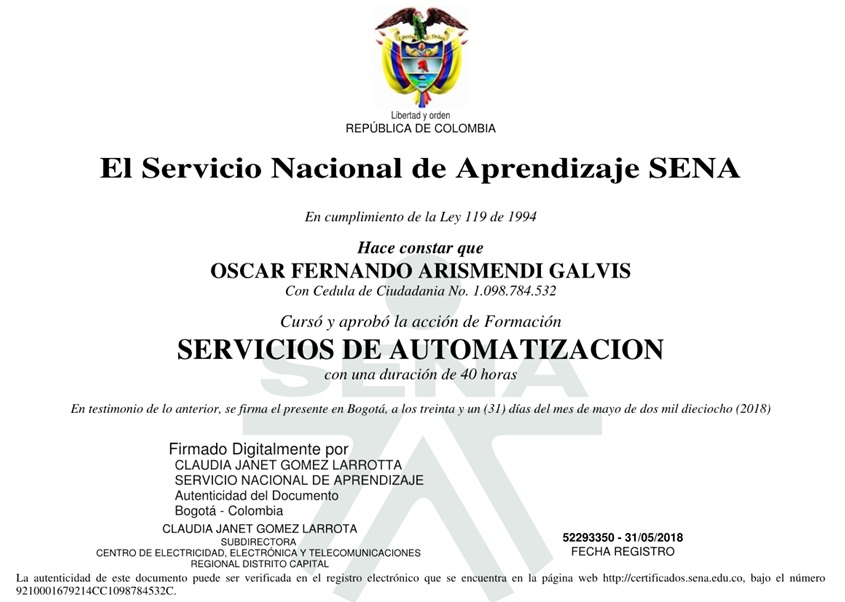 Libertad y orden
REPÚBLICA DE COLOMBIA
El Servicio Nacional de Aprendizaje SENA
En cumplimiento de la Ley 119 de 1994
Hace constar que
OSCAR FERNANDO ARISMENDI GALVIS
Con Cedula de Ciudadania No. 1.098.784.532
Cursó y aprobó la acción de Formación
SERVICIOS DE AUTOMATIZACION
con una duración de 40 horas
SENA
En testimonio de lo anterior, se firma el presente en Bogotá, a los treinta y un (31) días del mes de mayo de dos mil dieciocho (2018)
Firmado Digitalmente por
CLAUDIA JANET GOMEZ LARROTTA
SERVICIO NACIONAL DE APRENDIZAJE
Autenticidad del Documento
Bogotá - Colombia
CLAUDIA JANET GOMEZ LARROTA
SUBDIRECTORA
CENTRO DE ELECTRICIDAD, ELECTRÓNICA Y TELECOMUNICACIONES
REGIONAL DISTRITO CAPITAL
52293350 - 31/05/2018
FECHA REGISTRO
La autenticidad de este documento puede ser verificada en el registro electrónico que se encuentra en la página web http://certificados.sena.edu.co, bajo el número
9210001679214CC1098784532C.